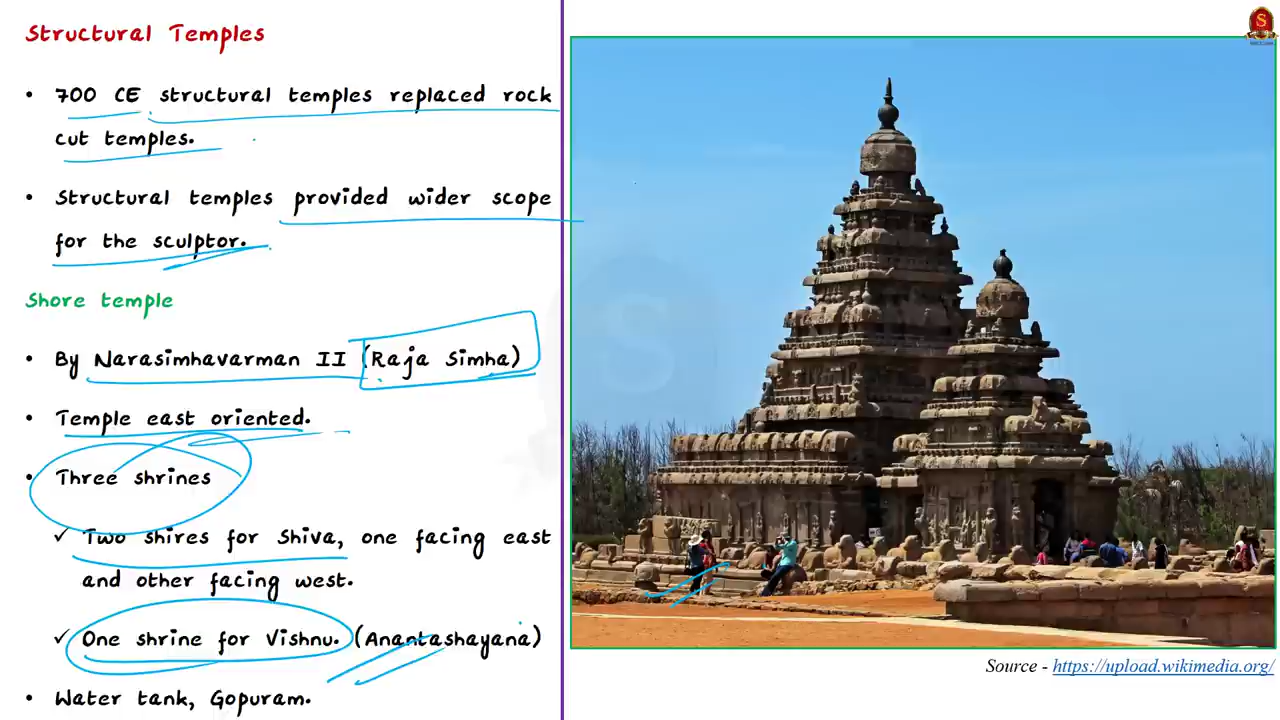 Structural Temples
• 700 CE structural temples replaced rock
cut temples.
• Structural temples provided wider scope
for the sculptor.
Shore temple
• By Narasimhavarman II (Raja Simha)
• Temple east oriented.
• Three shrines
✓ Two shires for Shiva, one facing east
and other facing west.
✓ One shrine for Vishnu. (Anantashayana)
• Water tank, Gopuram.
Source - https://upload.wikimedia.org/